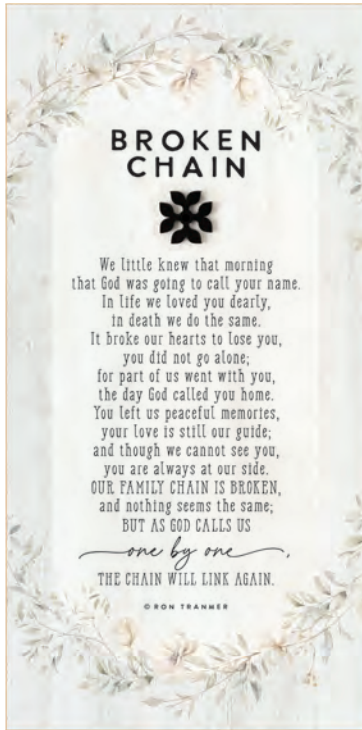 BROKEN
CHAIN
We little knew that morning
that God was going to call your name.
In life we loved you dearly,
in death we do the same.
It broke our hearts to lose you,
you did not go alone;
for part of us went with you,
the day God called you home.
You left us peaceful memories,
your love is still our guide;
and though we cannot see you,
you are always at our side.
OUR FAMILY CHAIN IS BROKEN,
and nothing seems the same;
BUT AS GOD CALLS US
one by one,
THE CHAIN WILL LINK AGAIN.
© RON TRANMER